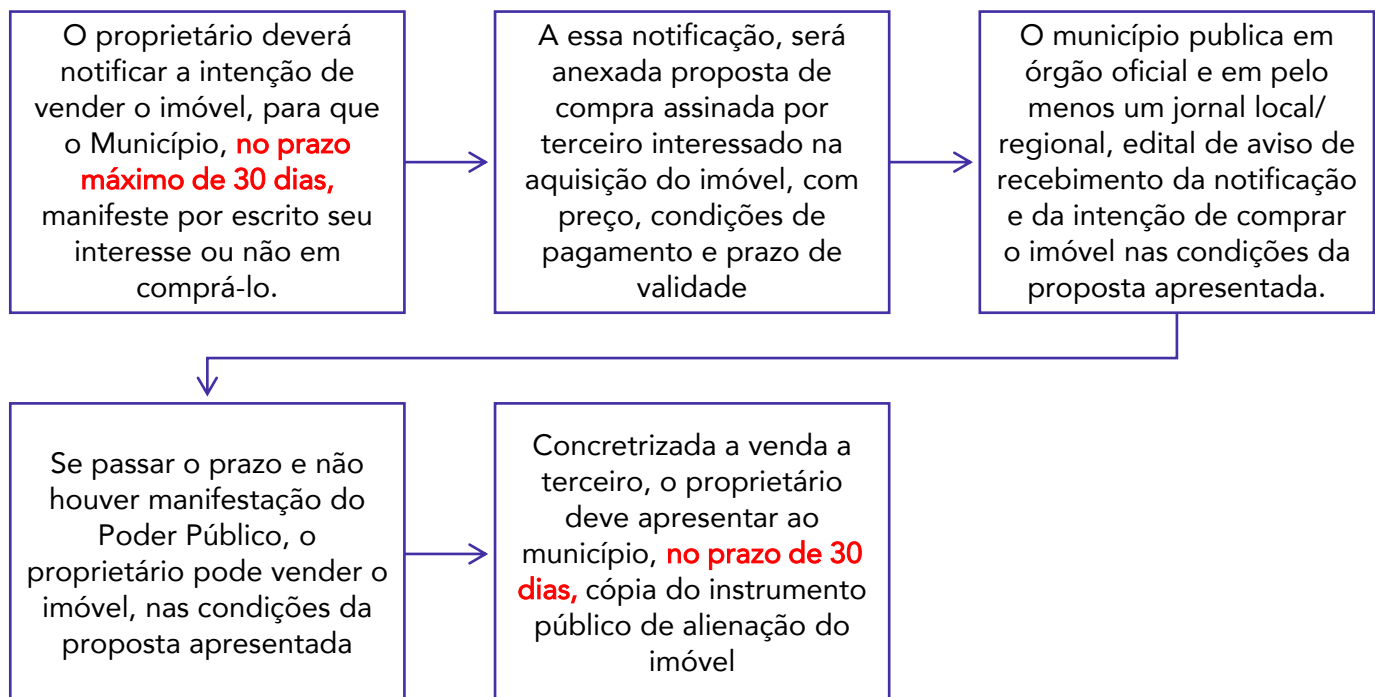 O proprietário deverá
notificar a intenção de
vender o imóvel, para que
o Município, no prazo
máximo de 30 dias,
manifeste por escrito seu
interesse ou não em
comprá-lo.
A essa notificação, será
anexada proposta de
compra assinada por
terceiro interessado na
aquisição do imóvel, com
preço, condições de
pagamento e prazo de
validade
O município publica em
órgão oficial e em pelo
menos um jornal local/
regional, edital de aviso de
recebimento da notificação
e da intenção de comprar
o imóvel nas condições da
proposta apresentada.
Se passar o prazo e não
houver manifestação do
Poder Público, o
proprietário pode vender o
imóvel, nas condições da
proposta apresentada
Concretrizada a venda a
terceiro, o proprietário
deve apresentar ao
município, no prazo de 30
dias, cópia do instrumento
público de alienação do
imóvel